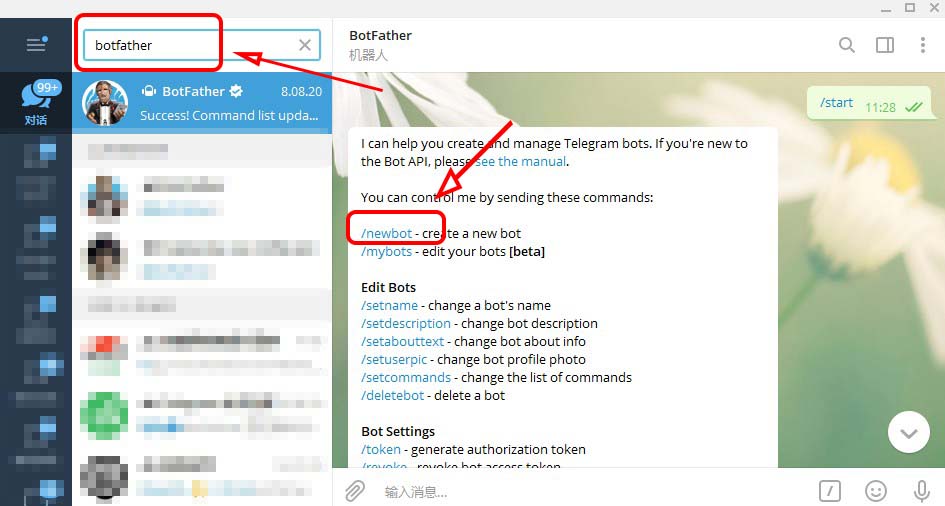 botfather
BotFather
机器人
99+
对话
BotFather
8.08.20
Success! Command list upda...
/start
11:28
I can help you create and manage Telegram bots. If you're new to
the Bot API, please see the manual.
You can control me by sending these commands:
/newbot - create a new bot
/mybots - edit your bots [beta]
Edit Bots
/setname - change a bot's name
/setdescription - change bot description
/setabouttext - change bot about info
/setuserpic - change bot profile photo
/setcommands - change the list of commands
/deletebot - delete a bot
Bot Settings
/token - generate authorization token
/revoke - revoke bot access token
输入消息...